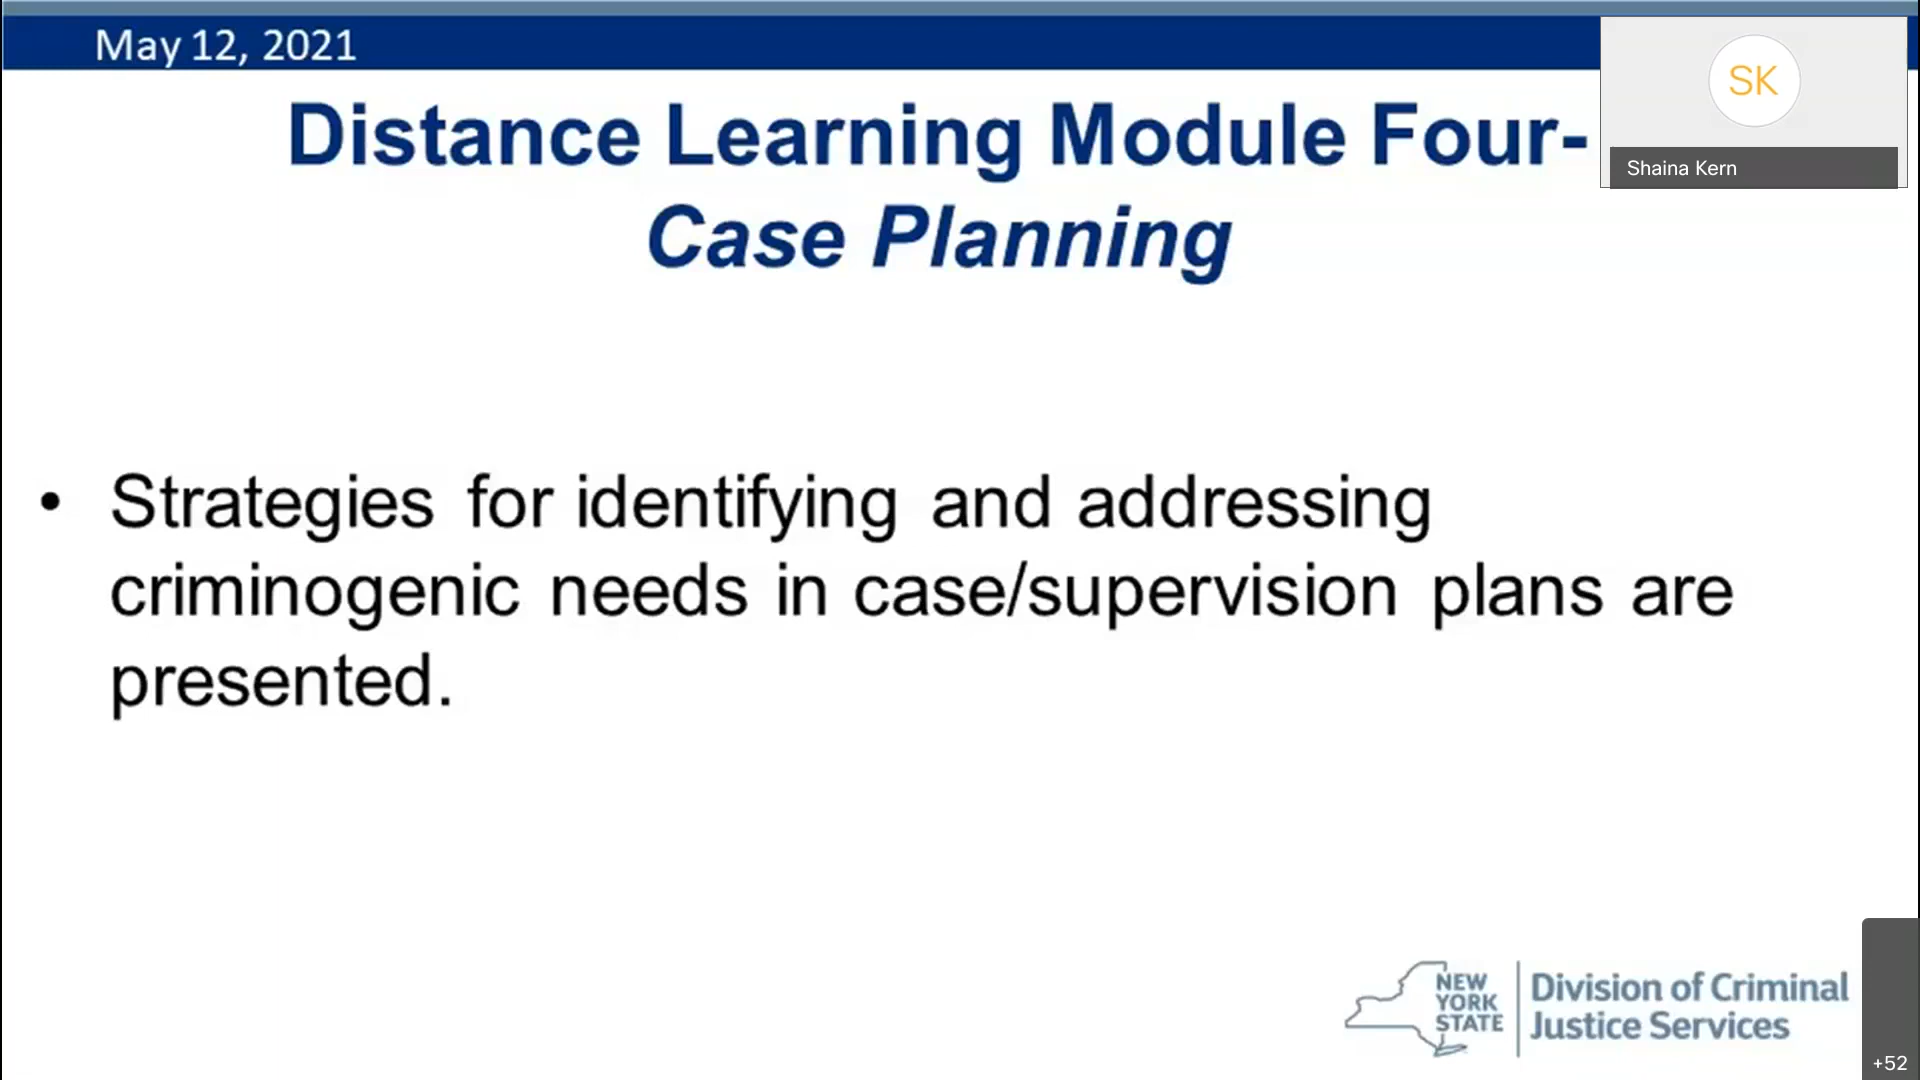 May 12, 2021
SK
Shaina Kern
Distance Learning Module Four-
Case Planning
• Strategies for identifying and addressing
criminogenic needs in case/supervision plans are
presented.
NEW
YORK
STATE
Division of Criminal
Justice Services
+52